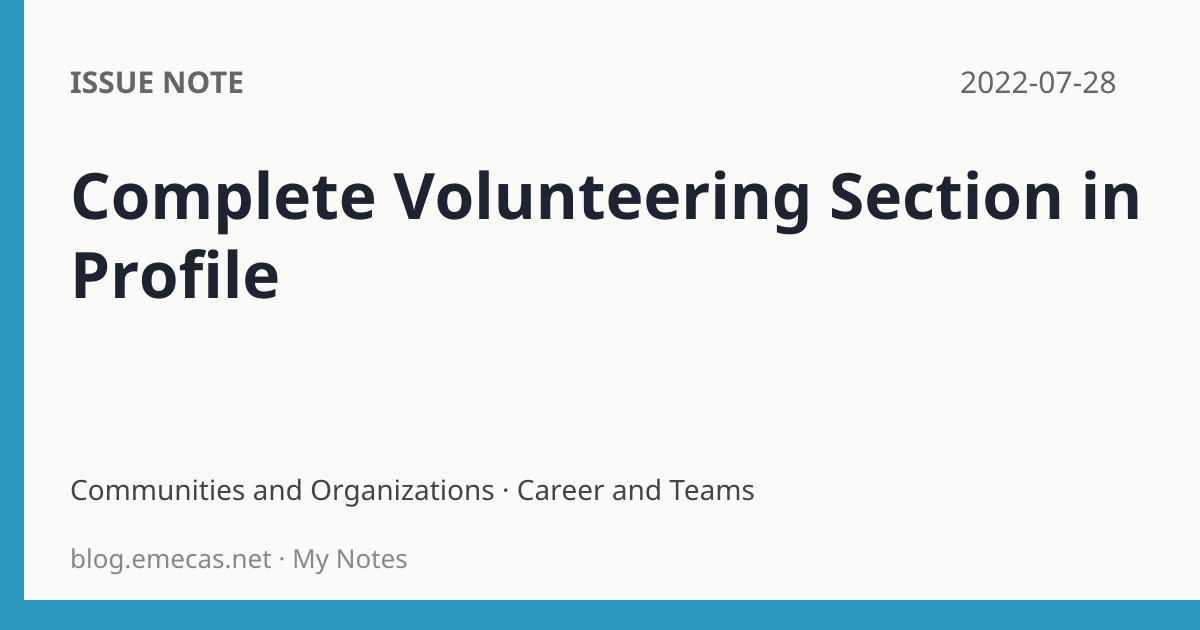 ISSUE NOTE
2022-07-28
Complete Volunteering Section in
Profile
Communities and Organizations · Career and Teams
blog.emecas.net · My Notes